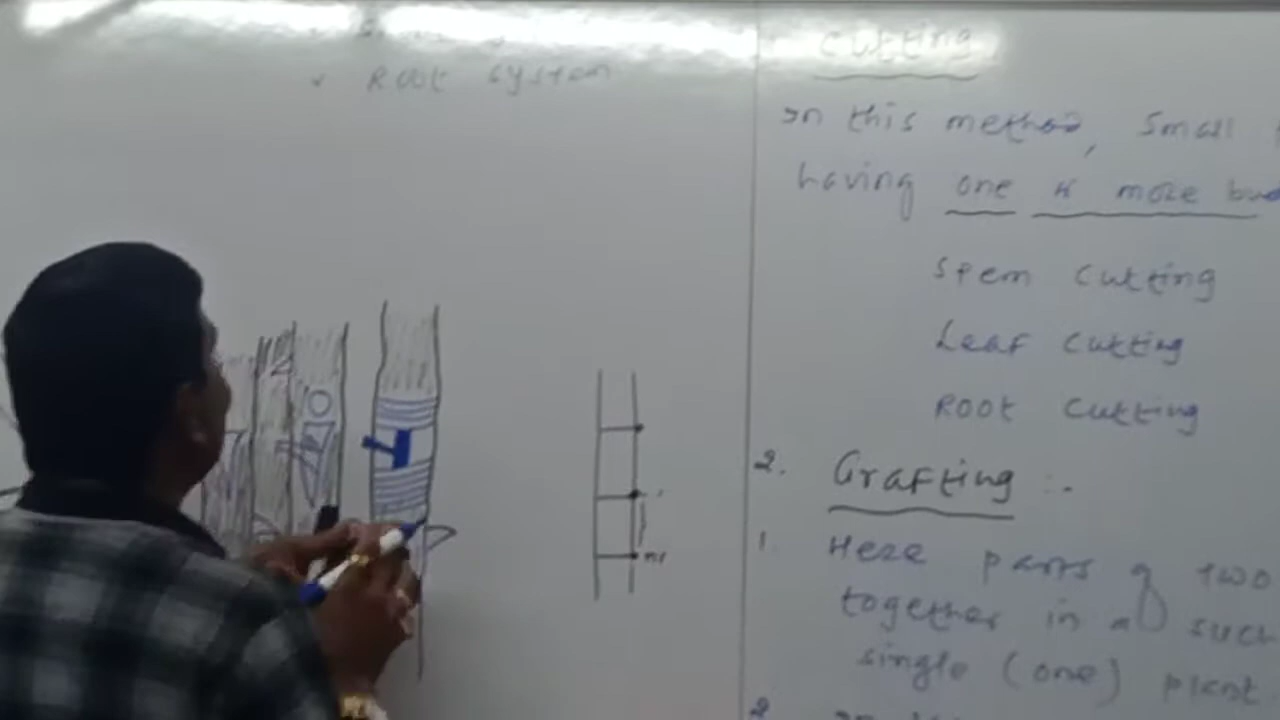 Root System
Cutting
In this method, Small
having one or more
Stem Cutting
Leaf Cutting
Root Cutting
2. Grafting :-
1. Here parts of two
together in a such
single (one) plant
2